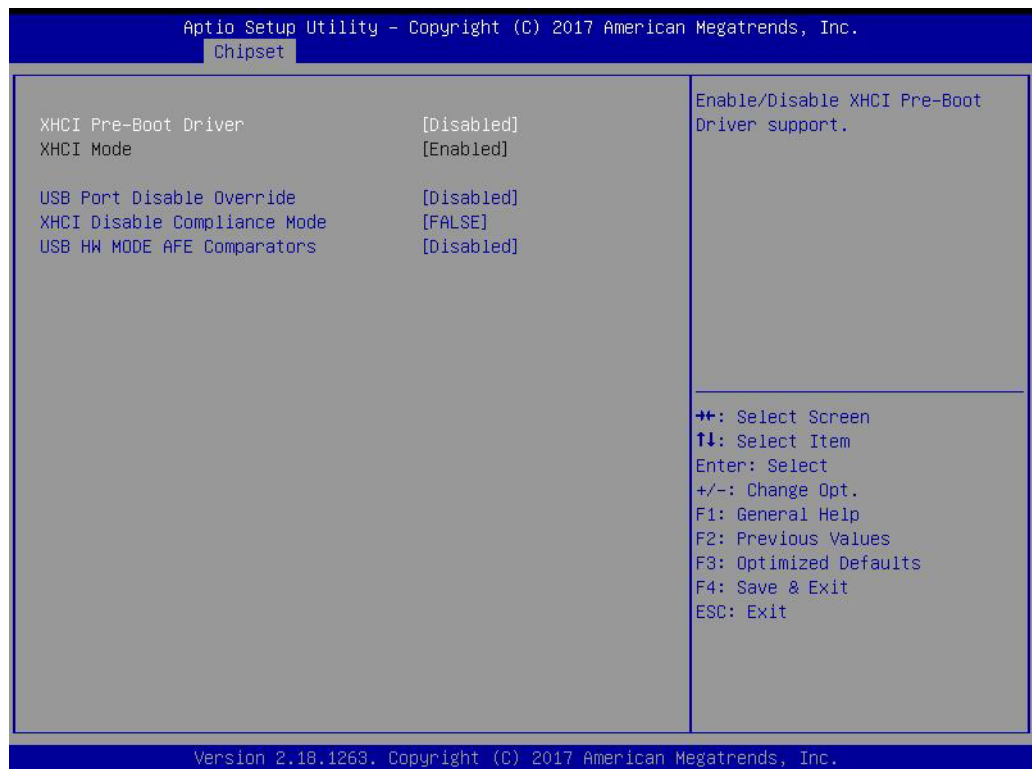 Aptio Setup Utility – Copyright (C) 2017 American Megatrends, Inc.
Chipset
XHCI Pre-Boot Driver [Disabled]
XHCI Mode [Enabled]
USB Port Disable Override [Disabled]
XHCI Disable Compliance Mode [FALSE]
USB HW MODE AFE Comparators [Disabled]
Enable/Disable XHCI Pre-Boot
Driver support.
→←: Select Screen
↑↓: Select Item
Enter: Select
+/-: Change Opt.
F1: General Help
F2: Previous Values
F3: Optimized Defaults
F4: Save & Exit
ESC: Exit
Version 2.18.1263. Copyright (C) 2017 American Megatrends, Inc.